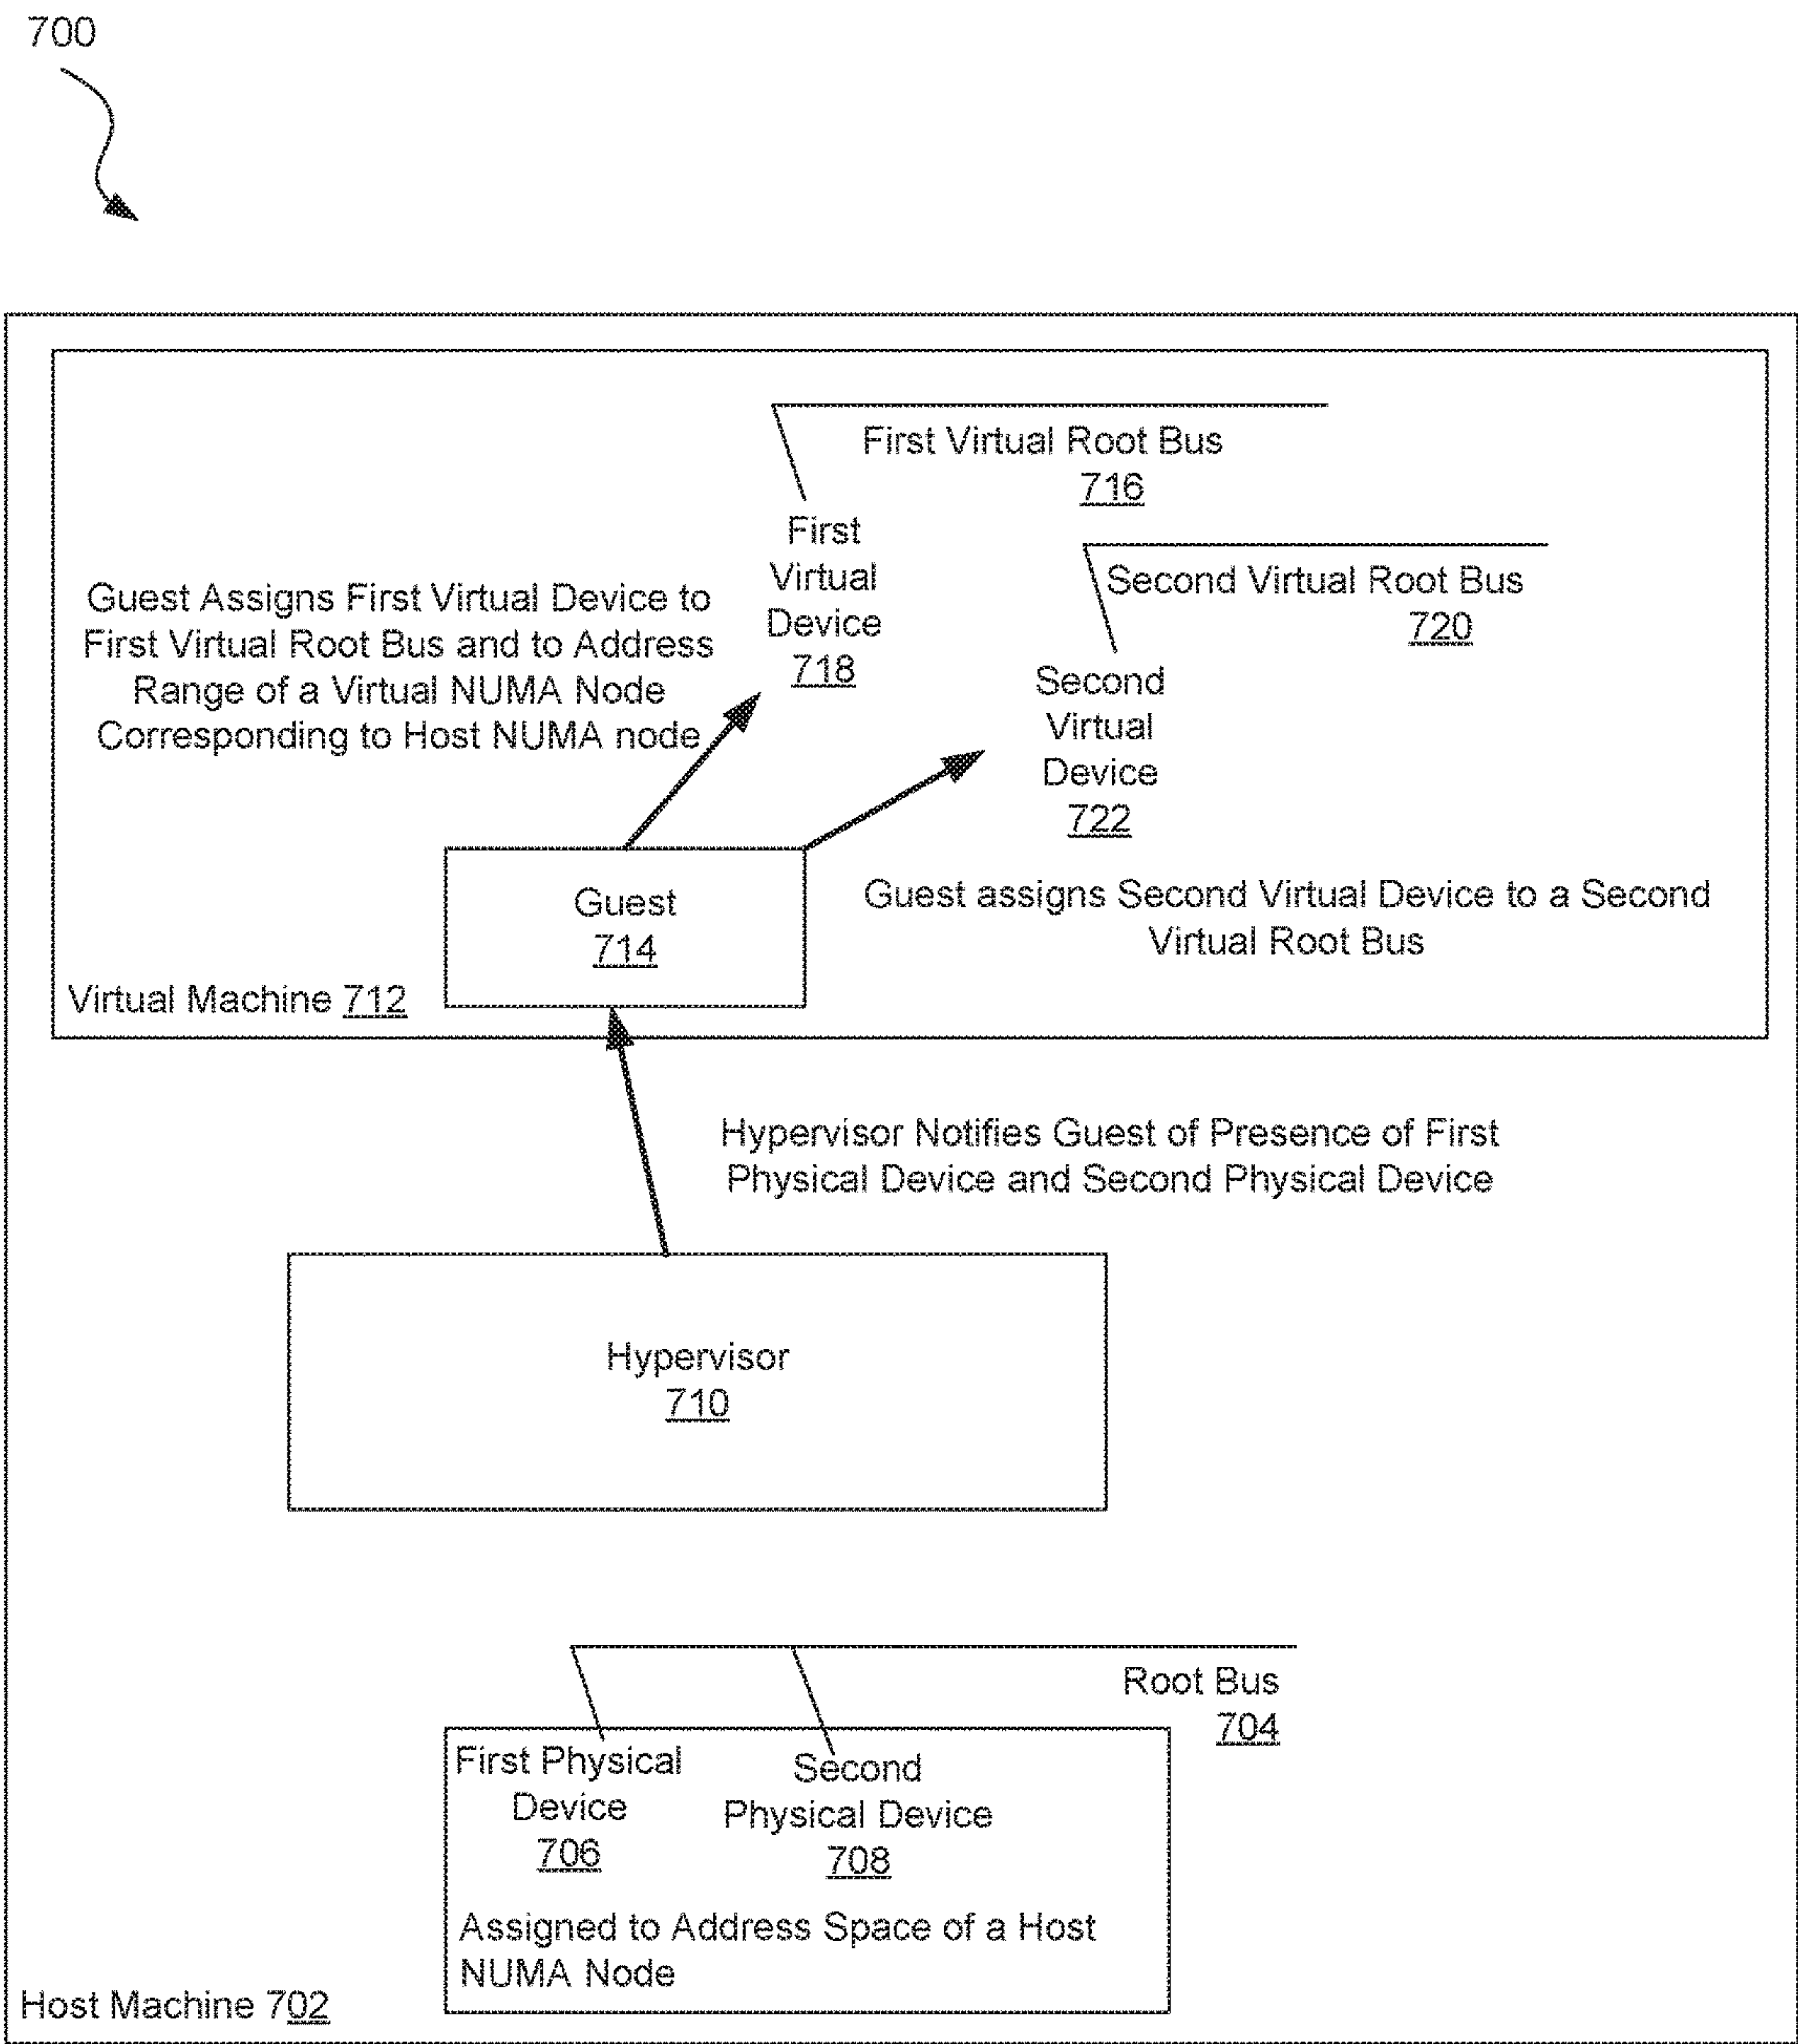 700
First Virtual Root Bus
716
First
Virtual
Device
718
Second Virtual Root Bus
720
Second
Virtual
Device
722
Guest Assigns First Virtual Device to
First Virtual Root Bus and to Address
Range of a Virtual NUMA Node
Corresponding to Host NUMA node
Guest
714
Guest assigns Second Virtual Device to a Second
Virtual Root Bus
Virtual Machine 712
Hypervisor Notifies Guest of Presence of First
Physical Device and Second Physical Device
Hypervisor
710
Root Bus
704
First Physical
Device
706
Second
Physical Device
708
Assigned to Address Space of a Host
NUMA Node
Host Machine 702